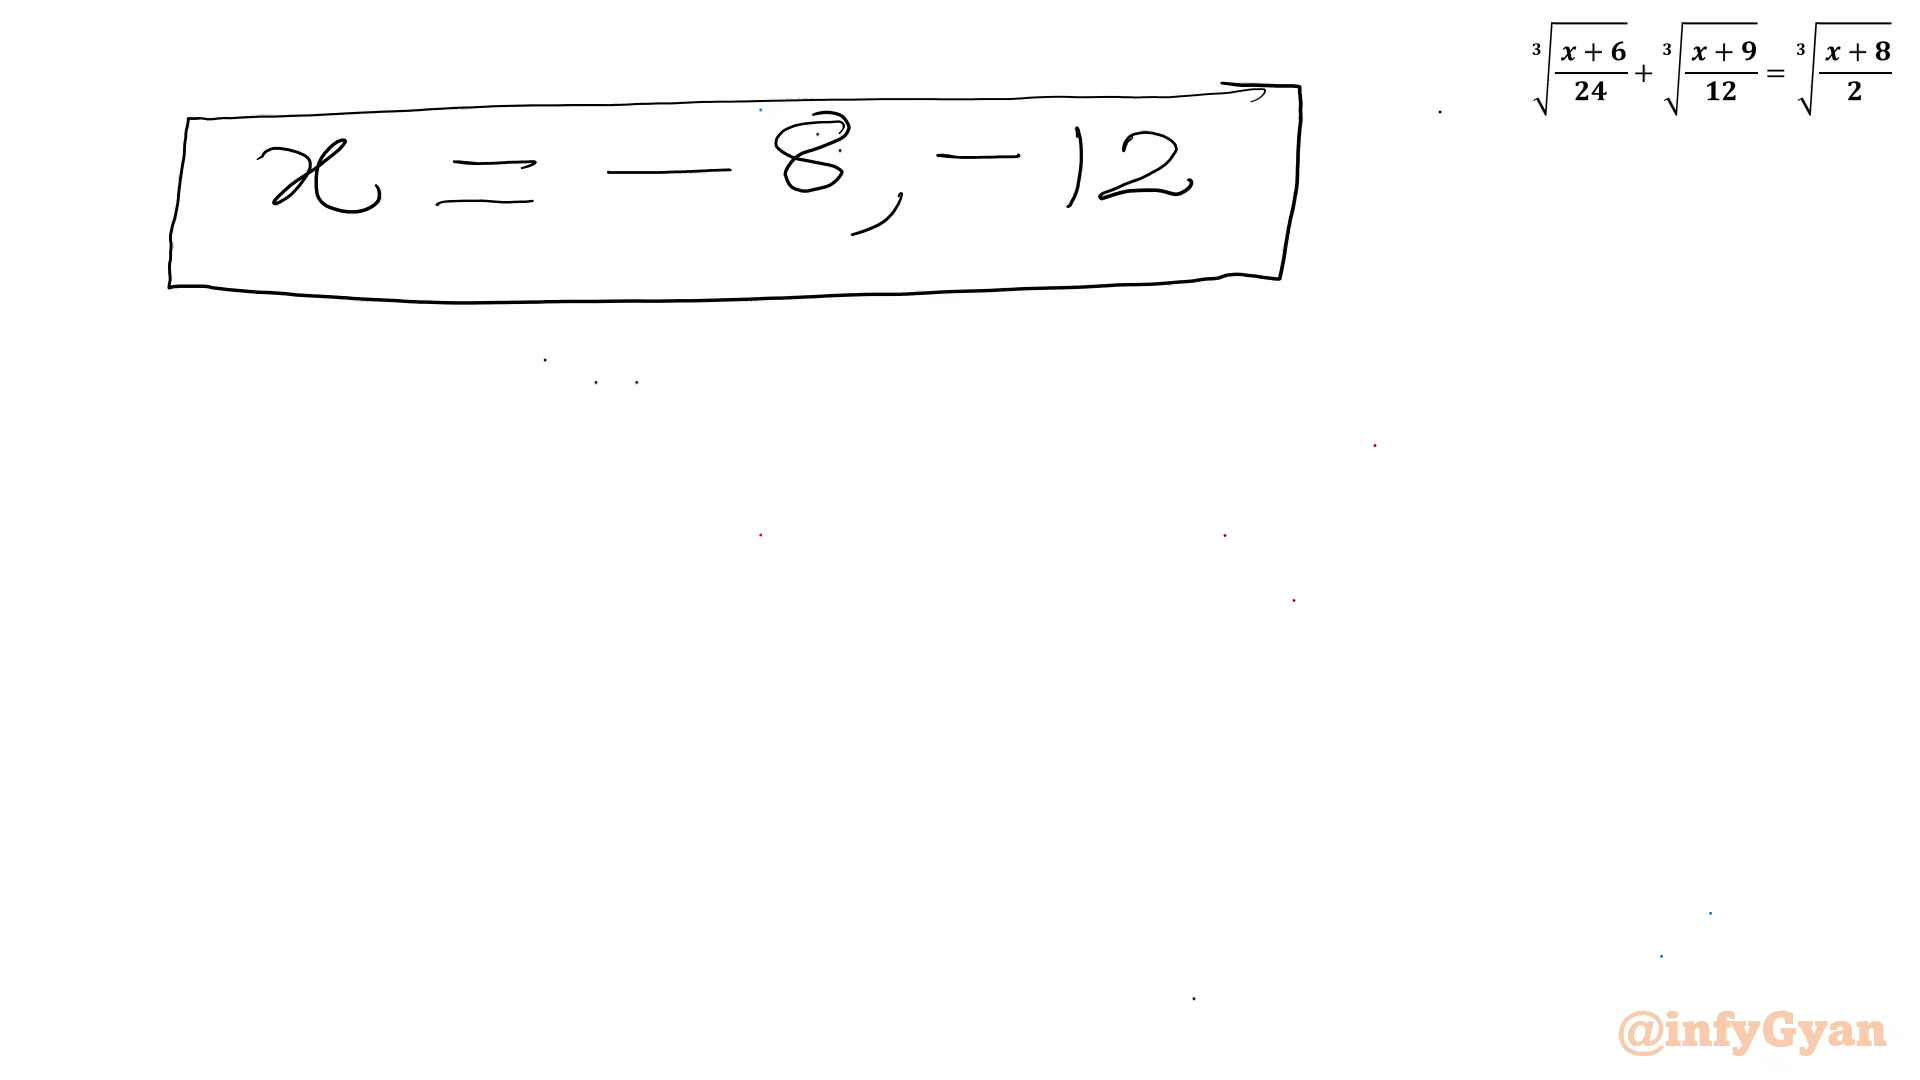 ∛((x + 6)/24) + ∛((x + 9)/12) = ∛((x + 8)/2)
x = - 8, - 12
@infyGyan